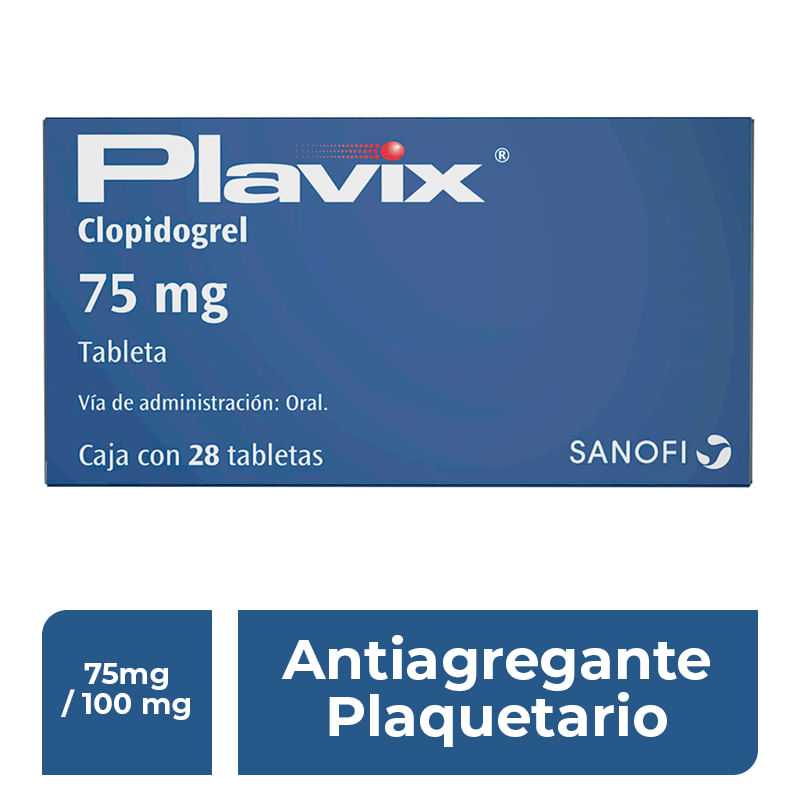 Plavix®
Clopidogrel
75 mg
Tableta
Vía de administración: Oral.
Caja con 28 tabletas
SANOFI
75mg
/ 100 mg
Antiagregante
Plaquetario